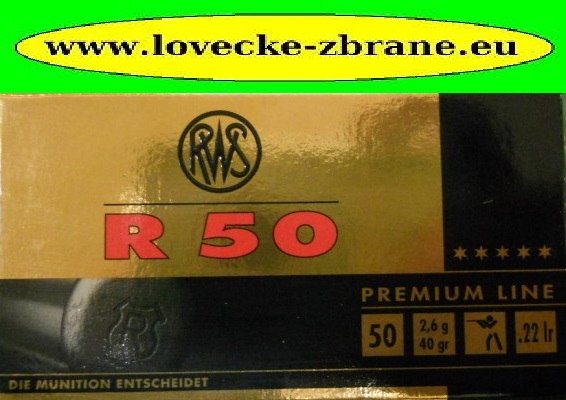 www.lovecke-zbrane.eu
RWS
R 50
PREMIUM LINE
50
2,6 g
40 gr
.22 lr
R
DIE MUNITION ENTSCHEIDET